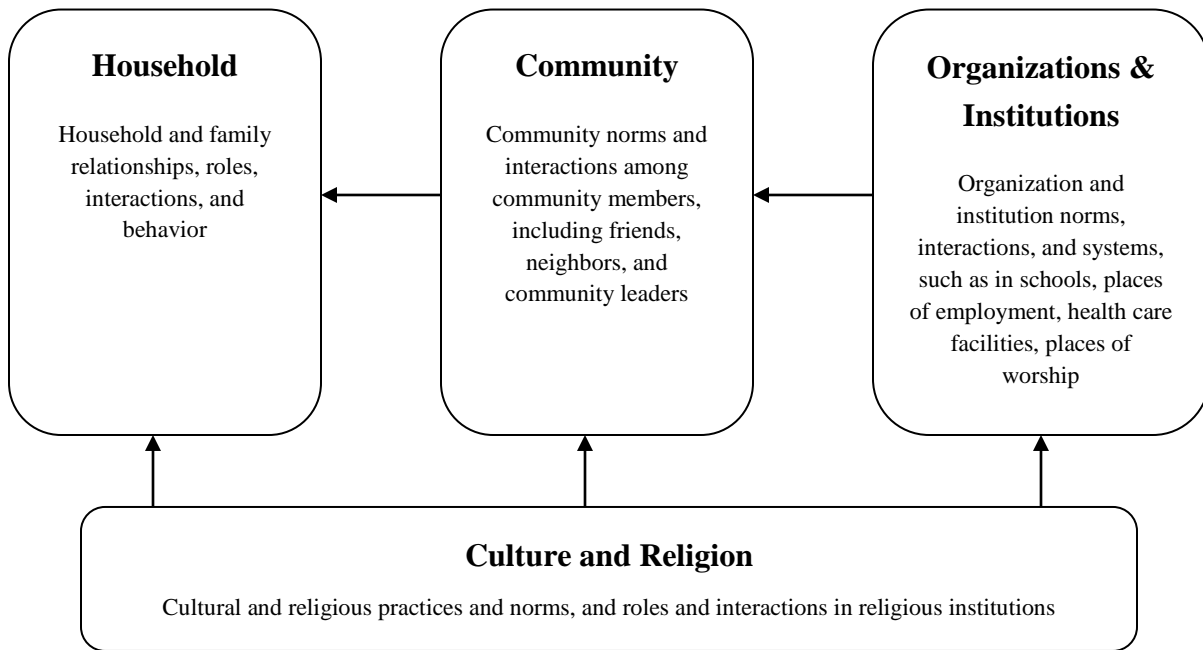 Household
Household and family
relationships, roles,
interactions, and
behavior
Community
Community norms and
interactions among
community members,
including friends,
neighbors, and
community leaders
Organizations &
Institutions
Organization and
institution norms,
interactions, and systems,
such as in schools, places
of employment, health care
facilities, places of
worship
Culture and Religion
Cultural and religious practices and norms, and roles and interactions in religious institutions